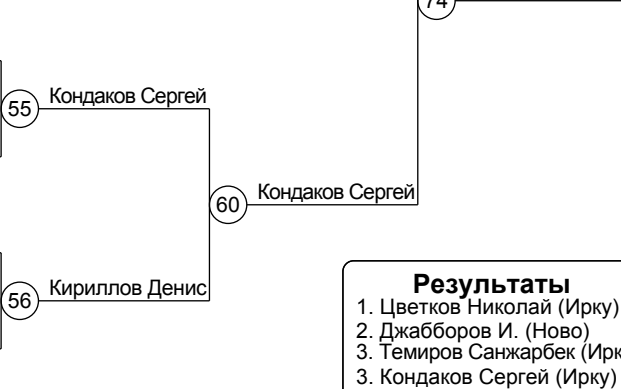 74
55
Кондаков Сергей
60
Кондаков Сергей
56
Кириллов Денис
Результаты
1. Цветков Николай (Ирку)
2. Джабборов И. (Ново)
3. Темиров Санжарбек (Ирк
3. Кондаков Сергей (Ирку)